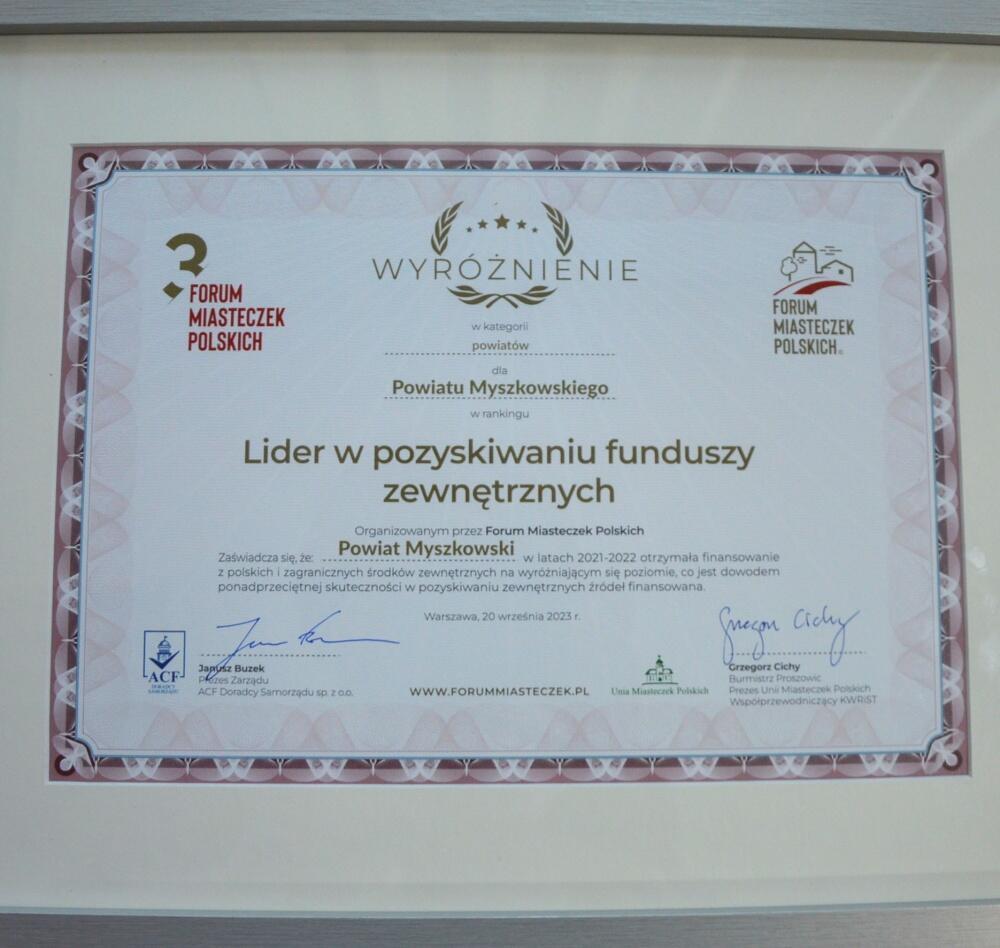 3
FORUM
MIASTECZEK
POLSKICH
WYRÓŻNIENIE
FORUM
MIASTECZEK
POLSKICH
w kategorii
powiatów
dla
Powiatu Myszkowskiego
w rankingu
Lider w pozyskiwaniu funduszy
zewnętrznych
Organizowanym przez Forum Miasteczek Polskich
Zaświadcza się, że: Powiat Myszkowski w latach 2021-2022 otrzymała finansowanie
z polskich i zagranicznych środków zewnętrznych na wyróżniającym się poziomie, co jest dowodem
ponadprzeciętnej skuteczności w pozyskiwaniu zewnętrznych źródeł finansowana.
Warszawa, 20 września 2023 r.
Grzegorz Cichy
ACF
DORADCY
SAMORZĄDU
Janusz Buzek
Prezes Zarządu
ACF Doradcy Samorządu sp. z o.o.
WWW.FORUMMIASTECZEK.PL
Unia Miasteczek Polskich
Grzegorz Cichy
Burmistrz Proszowic
Prezes Unii Miasteczek Polskich
Współprzewodniczący KWRiST